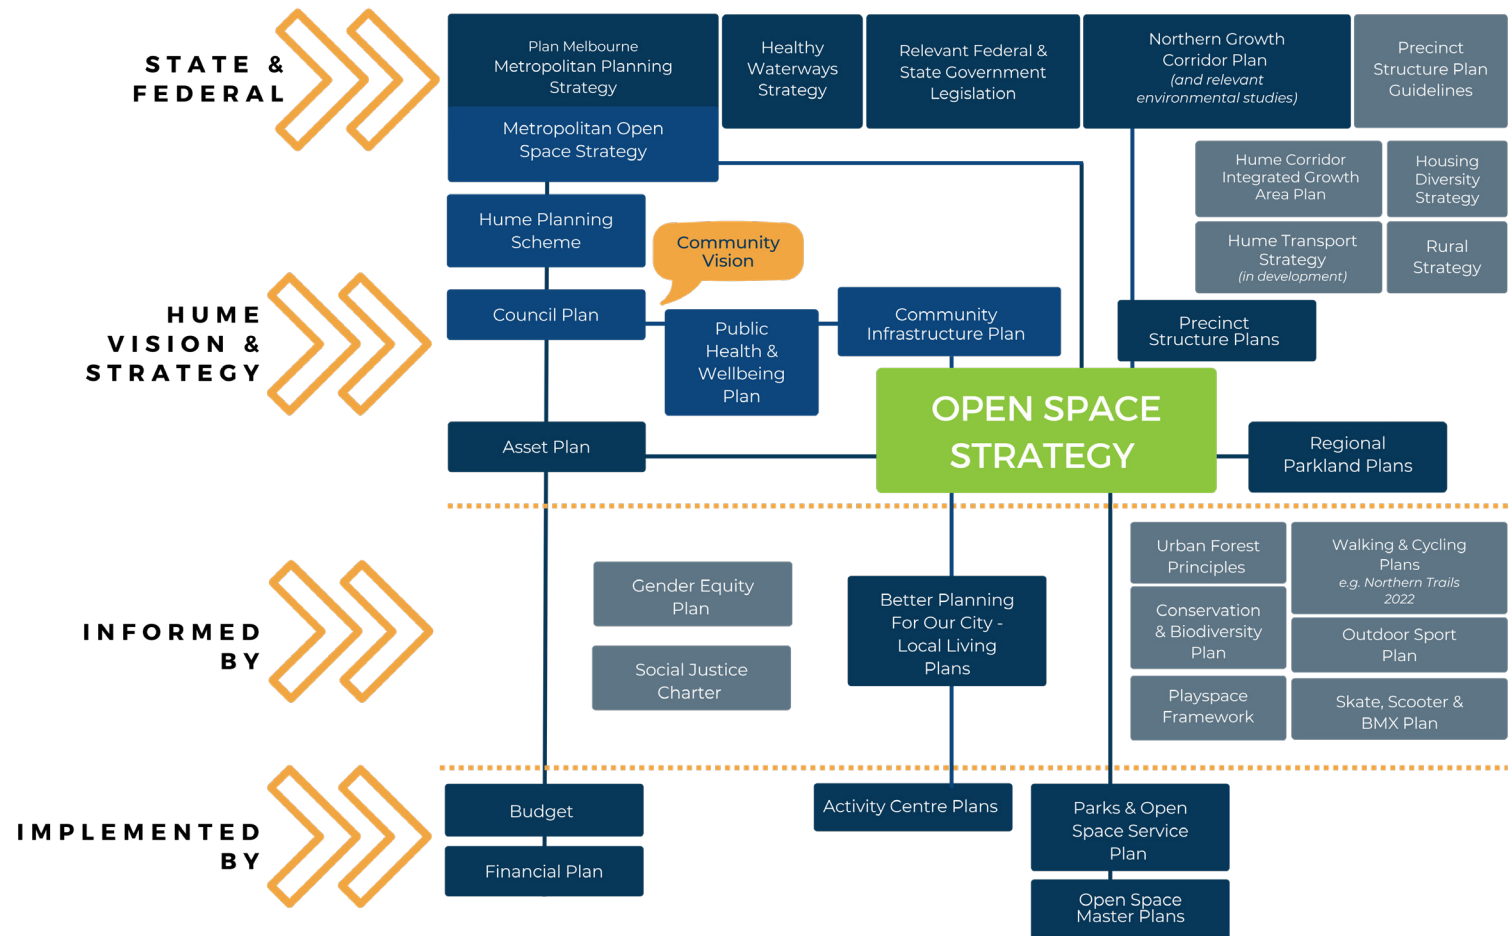 STATE &
FEDERAL
Plan Melbourne
Metropolitan Planning
Strategy
Metropolitan Open
Space Strategy
Healthy
Waterways
Strategy
Relevant Federal &
State Government
Legislation
Northern Growth
Corridor Plan
(and relevant
environmental studies)
Precinct
Structure Plan
Guidelines
Hume Corridor
Integrated Growth
Area Plan
Housing
Diversity
Strategy
Hume Transport
Strategy
(in development)
Rural
Strategy
Hume Planning
Scheme
Community
Vision
HUME
VISION &
STRATEGY
Council Plan
Public
Health &
Wellbeing
Plan
Community
Infrastructure Plan
Precinct
Structure Plans
OPEN SPACE
STRATEGY
Asset Plan
Regional
Parkland Plans
INFORMED
BY
Gender Equity
Plan
Social Justice
Charter
Better Planning
For Our City -
Local Living
Plans
Urban Forest
Principles
Walking & Cycling
Plans
e.g. Northern Trails
2022
Conservation
& Biodiversity
Plan
Outdoor Sport
Plan
Playspace
Framework
Skate, Scooter &
BMX Plan
IMPLEMENTED
BY
Budget
Financial Plan
Activity Centre Plans
Parks & Open
Space Service
Plan
Open Space
Master Plans